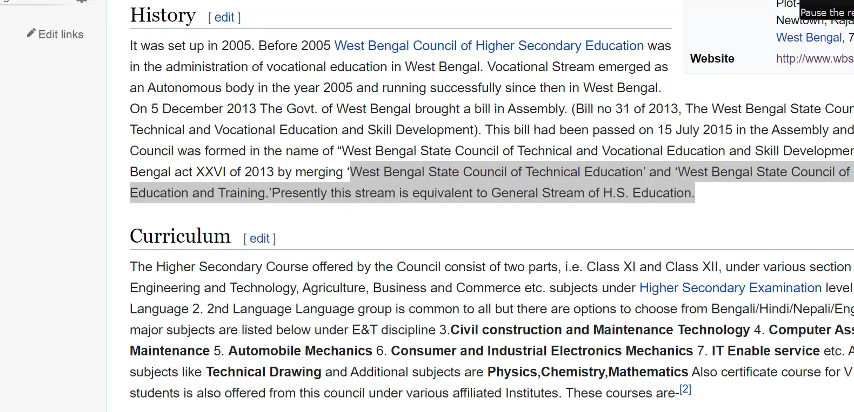 History [ edit ]
Edit links
Newtown, Raja
Pause the re
West Bengal, 7
Website http://www.wbs
It was set up in 2005. Before 2005 West Bengal Council of Higher Secondary Education was
in the administration of vocational education in West Bengal. Vocational Stream emerged as
an Autonomous body in the year 2005 and running successfully since then in West Bengal.
On 5 December 2013 The Govt. of West Bengal brought a bill in Assembly. (Bill no 31 of 2013, The West Bengal State Cour
Technical and Vocational Education and Skill Development). This bill had been passed on 15 July 2015 in the Assembly and
Council was formed in the name of “West Bengal State Council of Technical and Vocational Education and Skill Developmer
Bengal act XXVI of 2013 by merging ‘West Bengal State Council of Technical Education’ and ‘West Bengal State Council of
Education and Training.’Presently this stream is equivalent to General Stream of H.S. Education.
Curriculum [ edit ]
The Higher Secondary Course offered by the Council consist of two parts, i.e. Class XI and Class XII, under various section
Engineering and Technology, Agriculture, Business and Commerce etc. subjects under Higher Secondary Examination level
Language 2. 2nd Language Language group is common to all but there are options to choose from Bengali/Hindi/Nepali/Eng
major subjects are listed below under E&T discipline 3.Civil construction and Maintenance Technology 4. Computer Ass
Maintenance 5. Automobile Mechanics 6. Consumer and Industrial Electronics Mechanics 7. IT Enable service etc. A
subjects like Technical Drawing and Additional subjects are Physics,Chemistry,Mathematics Also certificate course for V
students is also offered from this council under various affiliated Institutes. These courses are-[2]